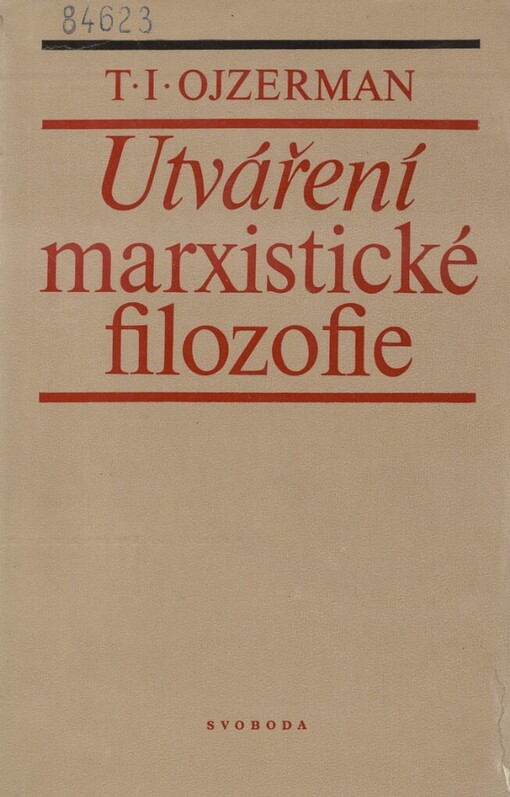 84623
T·I·OJZERMAN
Utváření
marxistické
filozofie
SVOBODA